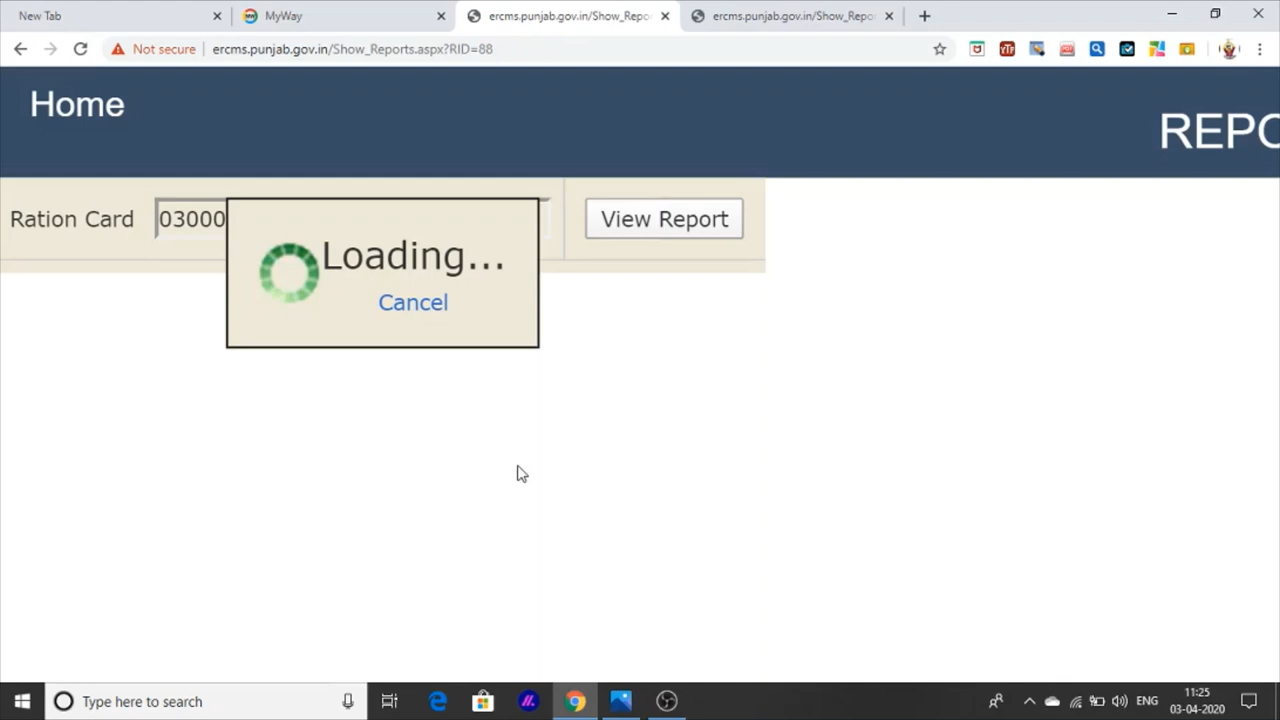 New Tab
MyWay
ercms.punjab.gov.in/Show_Repo
ercms.punjab.gov.in/Show_Repor
Not secure
ercms.punjab.gov.in/Show_Reports.aspx?RID=88
Home
REPO
Ration Card
03000
View Report
Loading...
Cancel
Type here to search
ENG
11:25
03-04-2020